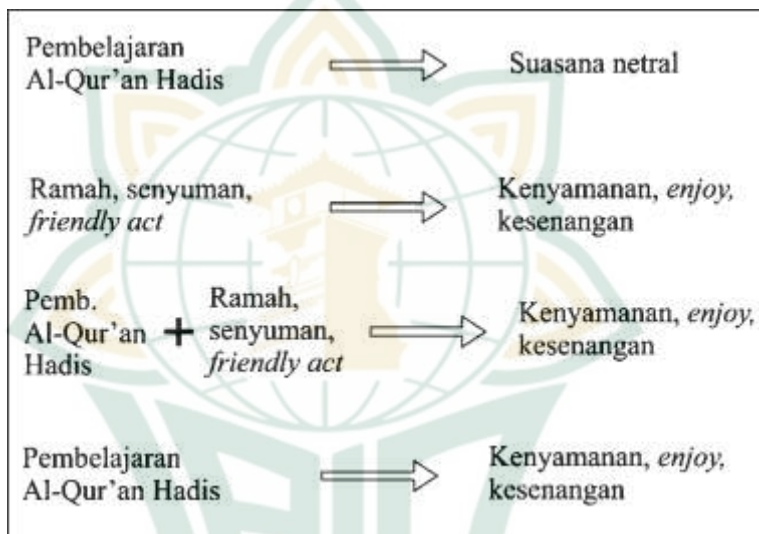 Pembelajaran
Al-Qur'an Hadis
Suasana netral
Ramah, senyuman,
friendly act
Kenyamanan, enjoy,
kesenangan
Pemb.
Al-Qur'an
Hadis
+
Ramah,
senyuman,
friendly act
Kenyamanan, enjoy,
kesenangan
Pembelajaran
Al-Qur'an Hadis
Kenyamanan, enjoy,
kesenangan